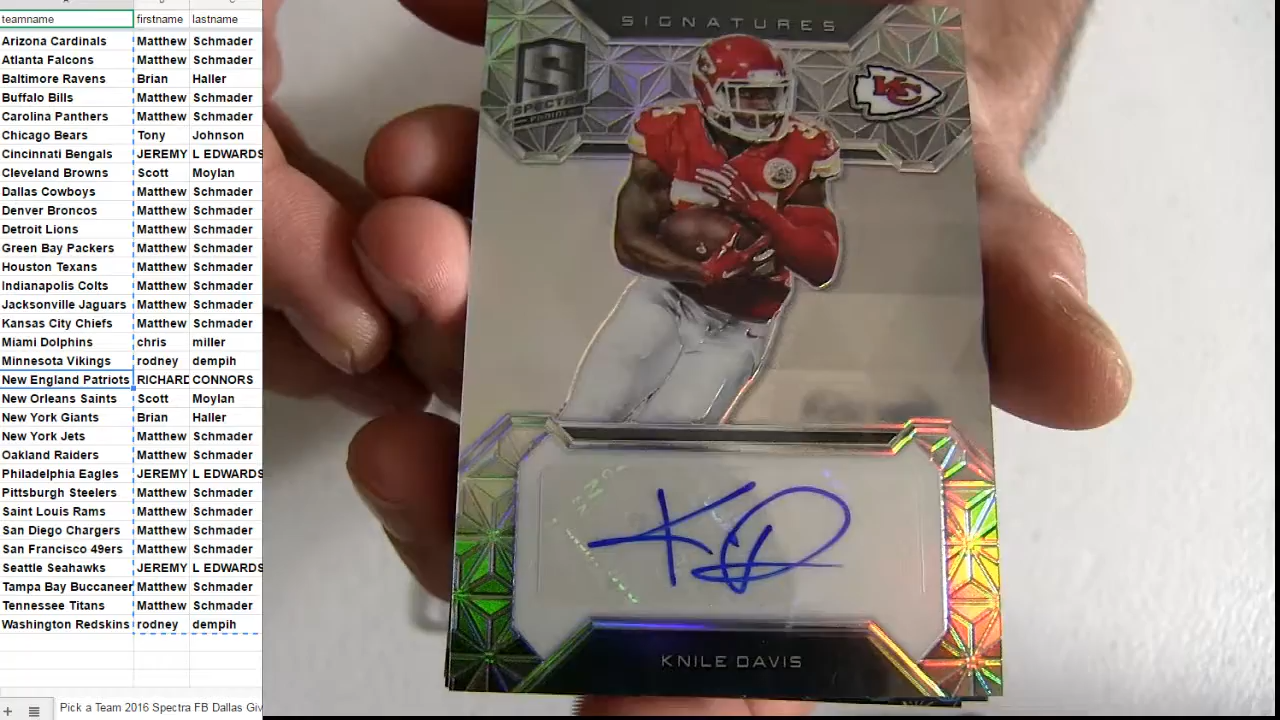 teamname firstname lastname
Arizona Cardinals Matthew Schmader
Atlanta Falcons Matthew Schmader
Baltimore Ravens Brian Haller
Buffalo Bills Matthew Schmader
Carolina Panthers Matthew Schmader
Chicago Bears Tony Johnson
Cincinnati Bengals JEREMY L EDWARDS
Cleveland Browns Scott Moylan
Dallas Cowboys Matthew Schmader
Denver Broncos Matthew Schmader
Detroit Lions Matthew Schmader
Green Bay Packers Matthew Schmader
Houston Texans Matthew Schmader
Indianapolis Colts Matthew Schmader
Jacksonville Jaguars Matthew Schmader
Kansas City Chiefs Matthew Schmader
Miami Dolphins chris miller
Minnesota Vikings rodney dempih
New England Patriots RICHARD CONNORS
New Orleans Saints Scott Moylan
New York Giants Brian Haller
New York Jets Matthew Schmader
Oakland Raiders Matthew Schmader
Philadelphia Eagles JEREMY L EDWARDS
Pittsburgh Steelers Matthew Schmader
Saint Louis Rams Matthew Schmader
San Diego Chargers Matthew Schmader
San Francisco 49ers Matthew Schmader
Seattle Seahawks JEREMY L EDWARDS
Tampa Bay Buccaneer Matthew Schmader
Tennessee Titans Matthew Schmader
Washington Redskins rodney dempih
Pick a Team 2016 Spectra FB Dallas Giv
SIGNATURES
S
SPECTRA
PANINI
KC
KD
KNILE DAVIS